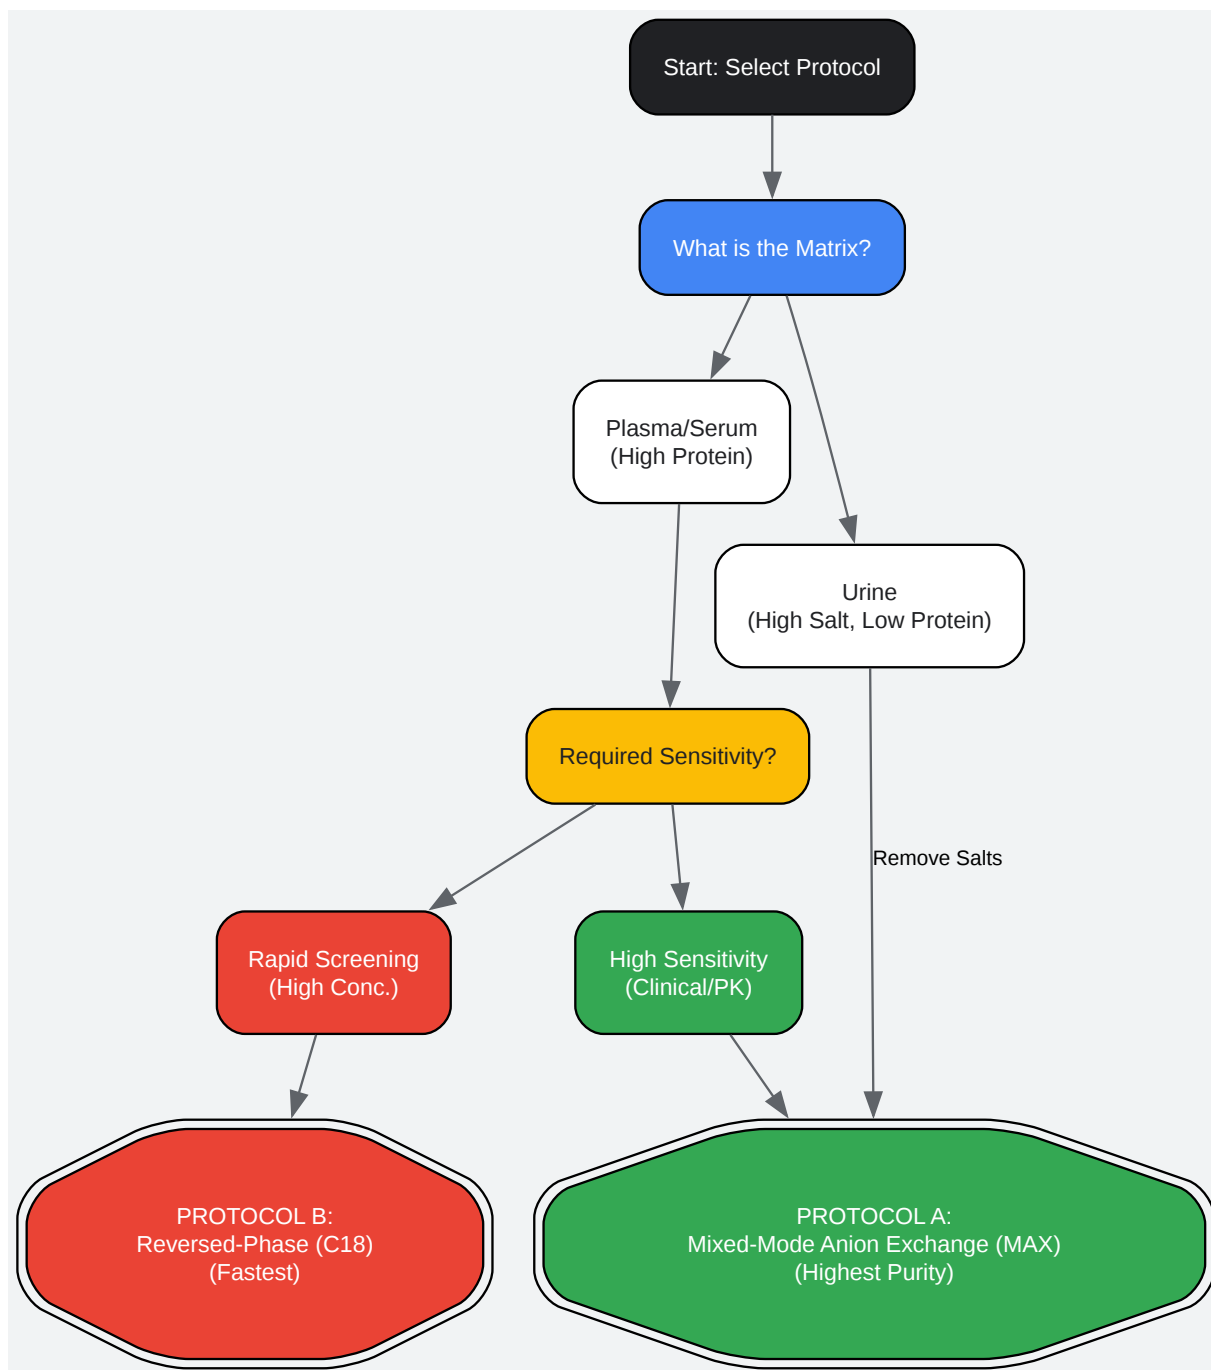 Start: Select Protocol
What is the Matrix?
Plasma/Serum
(High Protein)
Urine
(High Salt, Low Protein)
Required Sensitivity?
Remove Salts
Rapid Screening
(High Conc.)
High Sensitivity
(Clinical/PK)
PROTOCOL B:
Reversed-Phase (C18)
(Fastest)
PROTOCOL A:
Mixed-Mode Anion Exchange (MAX)
(Highest Purity)